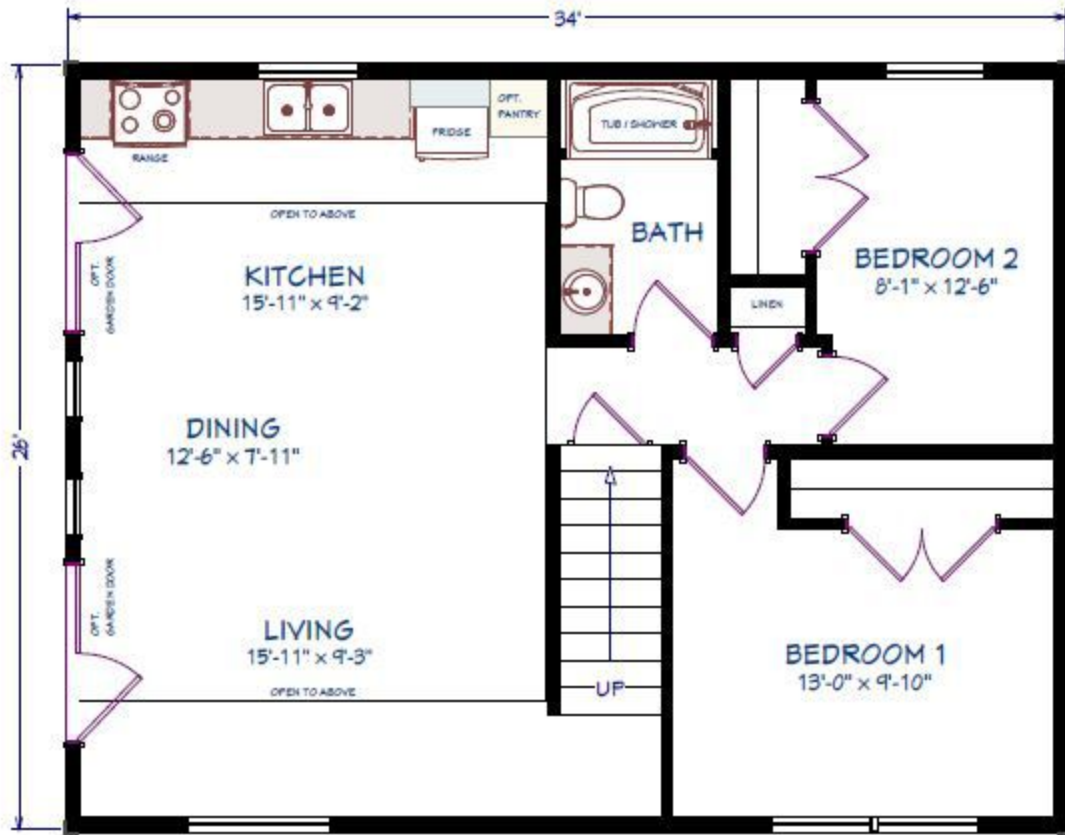 34'
26'
RANGE
FRIDGE
OPT.
PANTRY
TUB / SHOWER
OPEN TO ABOVE
OPT.
GARDEN DOOR
KITCHEN
15'-11" x 9'-2"
BATH
BEDROOM 2
8'-1" x 12'-6"
LINEN
DINING
12'-6" x 7'-11"
OPT.
GARDEN DOOR
LIVING
15'-11" x 9'-3"
OPEN TO ABOVE
UP
BEDROOM 1
13'-0" x 9'-10"